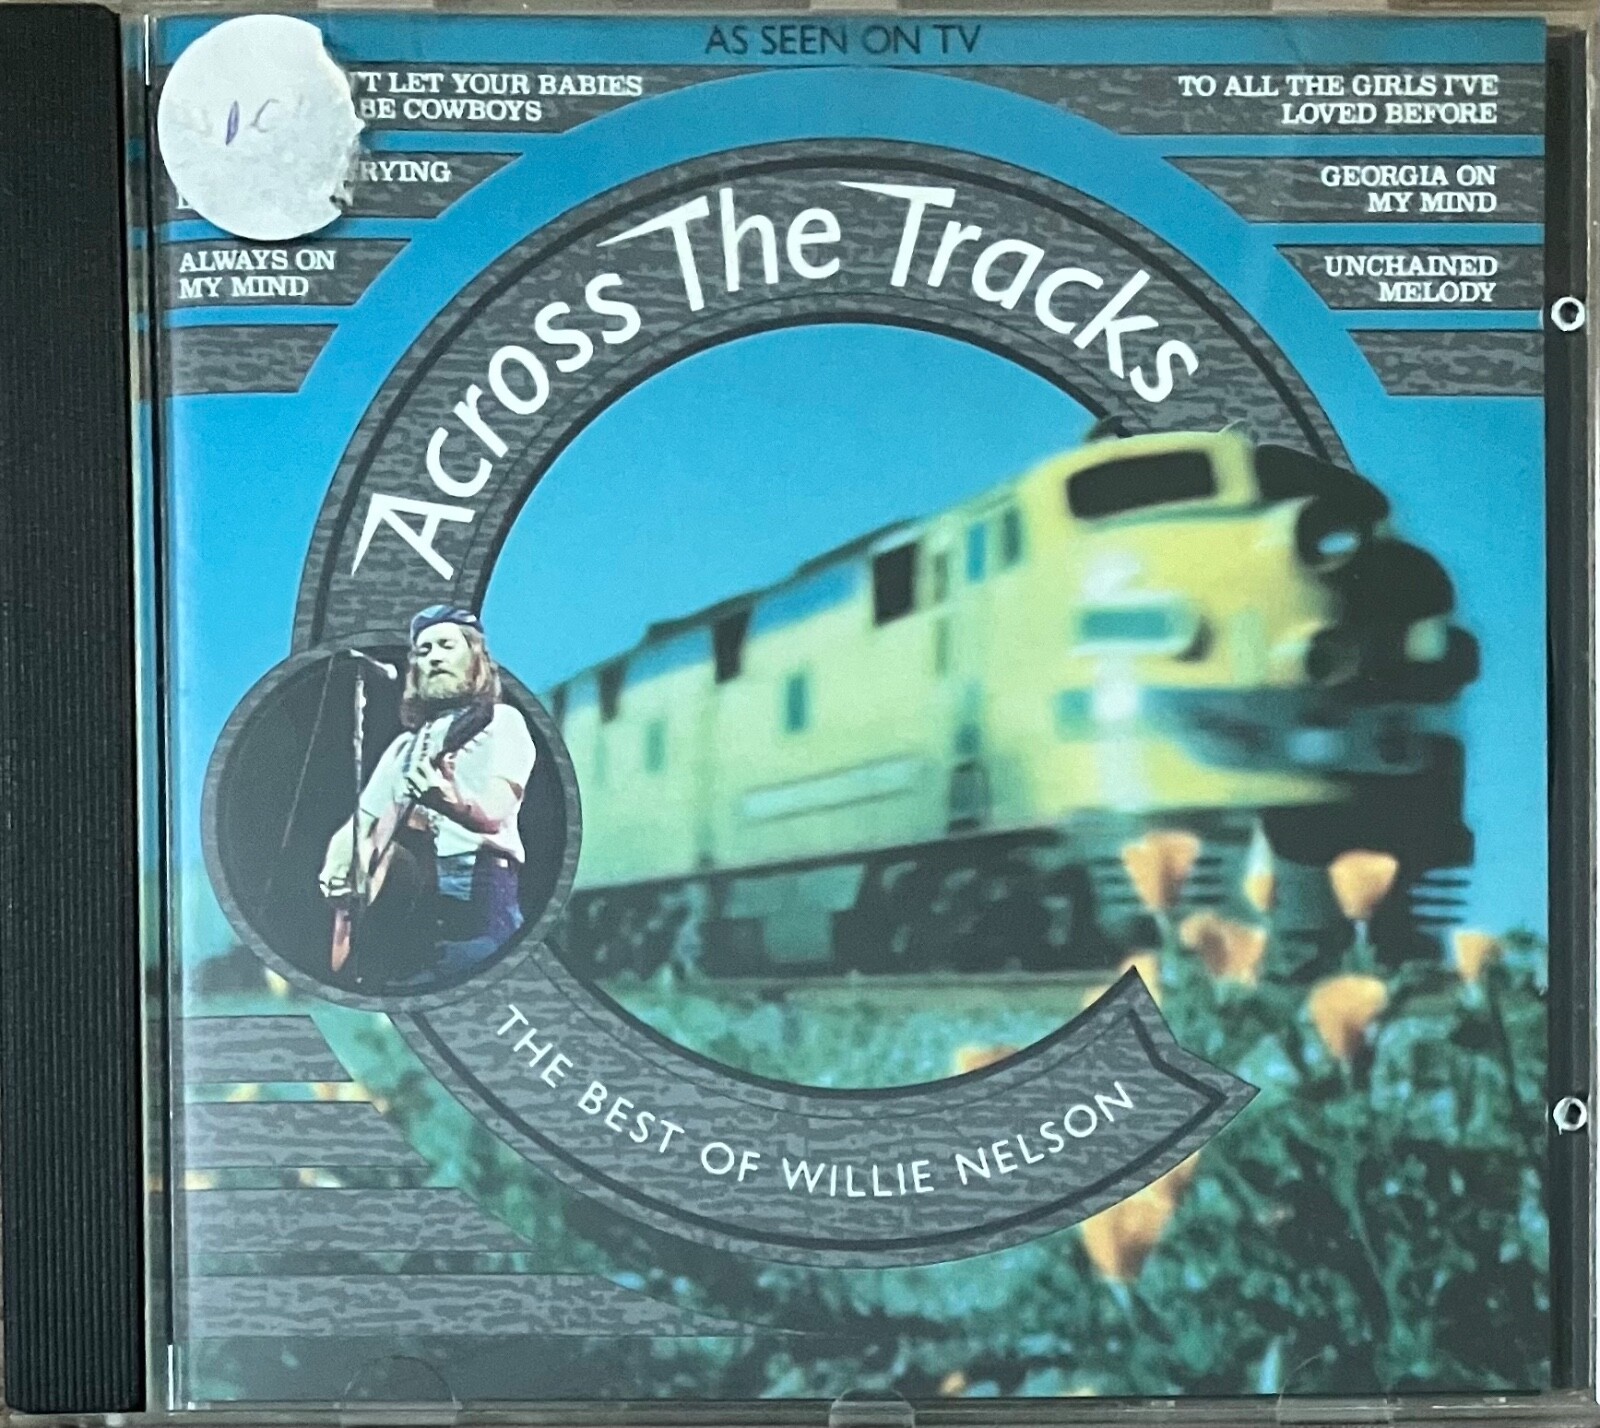 AS SEEN ON TV
'T LET YOUR BABIES
BE COWBOYS
RYING
ALWAYS ON
MY MIND
TO ALL THE GIRLS I'VE
LOVED BEFORE
GEORGIA ON
MY MIND
UNCHAINED
MELODY
Across The Tracks
THE BEST OF WILLIE NELSON